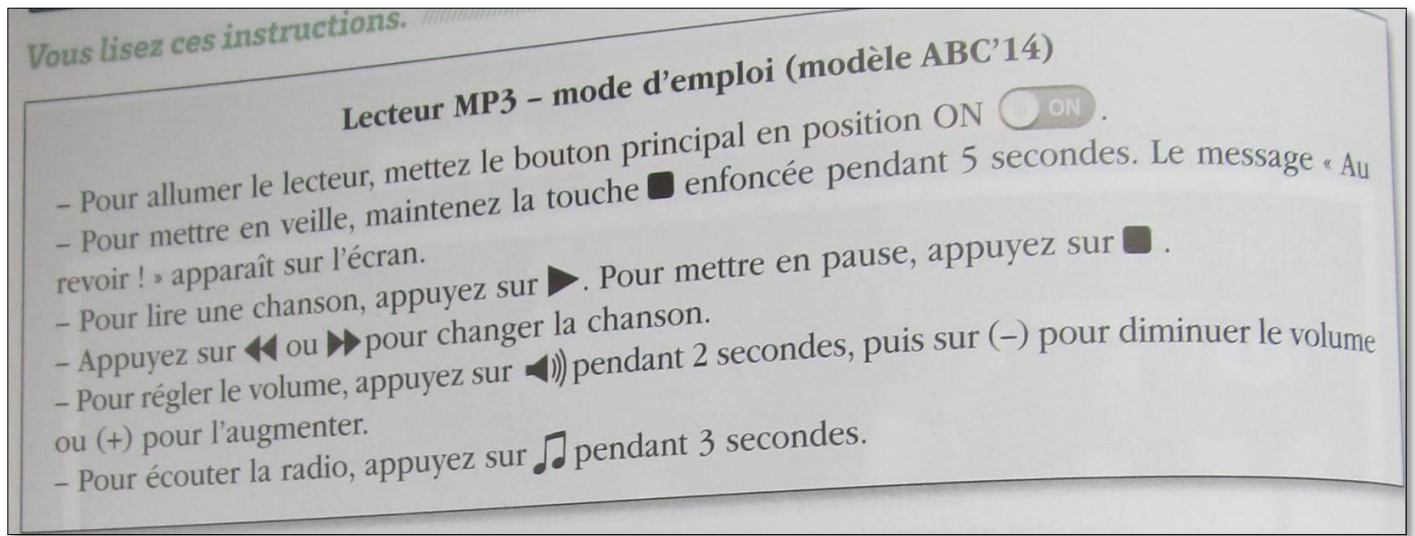 Vous lisez ces instructions.
Lecteur MP3 – mode d'emploi (modèle ABC'14)
– Pour allumer le lecteur, mettez le bouton principal en position ON ON .
– Pour mettre en veille, maintenez la touche ■ enfoncée pendant 5 secondes. Le message « Au
revoir ! » apparaît sur l'écran.
– Pour lire une chanson, appuyez sur ▶. Pour mettre en pause, appuyez sur ■ .
– Appuyez sur ◀◀ ou ▶▶ pour changer la chanson.
– Pour régler le volume, appuyez sur 🔊 pendant 2 secondes, puis sur (–) pour diminuer le volume
ou (+) pour l'augmenter.
– Pour écouter la radio, appuyez sur ♫ pendant 3 secondes.